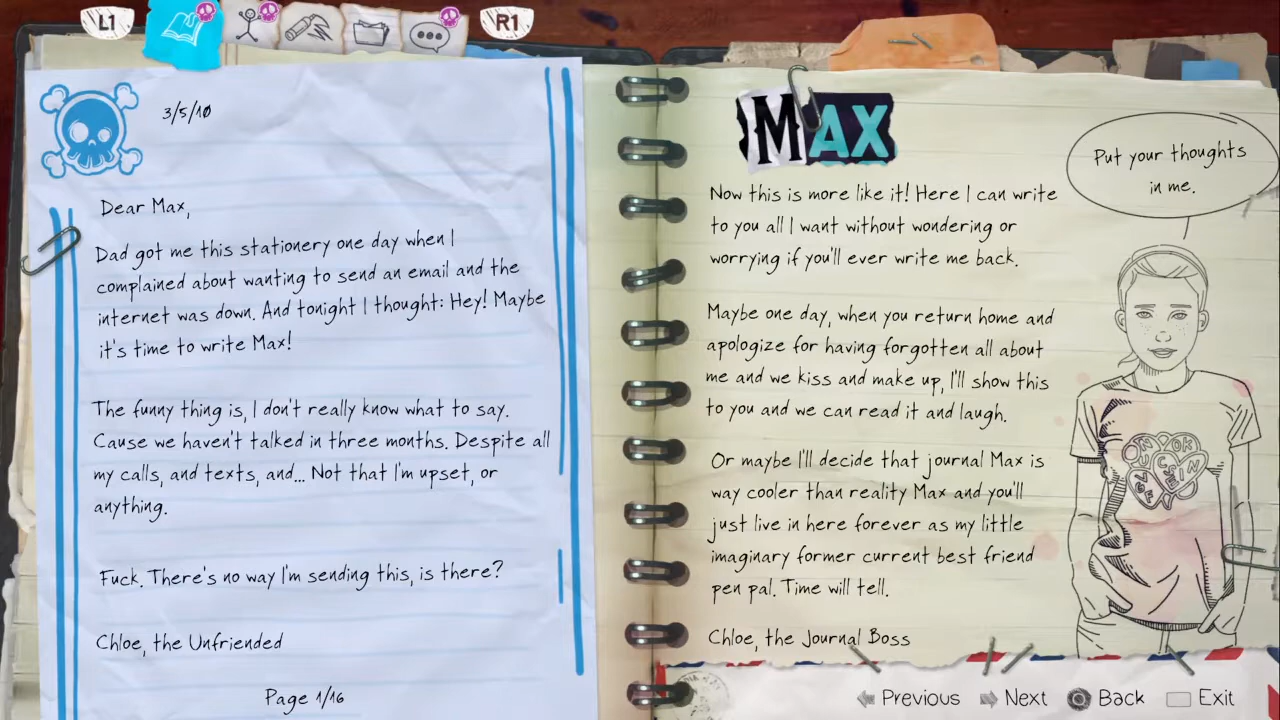 L1
R1
3/5/10
Dear Max,
Dad got me this stationery one day when I
complained about wanting to send an email and the
internet was down. And tonight I thought: Hey! Maybe
it's time to write Max!
The funny thing is, I don't really know what to say.
Cause we haven't talked in three months. Despite all
my calls, and texts, and... Not that I'm upset, or
anything.
Fuck. There's no way I'm sending this, is there?
Chloe, the Unfriended
Page 1/16
MAX
Now this is more like it! Here I can write
to you all I want without wondering or
worrying if you'll ever write me back.
Maybe one day, when you return home and
apologize for having forgotten all about
me and we kiss and make up, I'll show this
to you and we can read it and laugh.
Or maybe I'll decide that journal Max is
way cooler than reality Max and you'll
just live in here forever as my little
imaginary former current best friend
pen pal. Time will tell.
Chloe, the Journal Boss
Put your thoughts
in me.
Previous
Next
Back
Exit